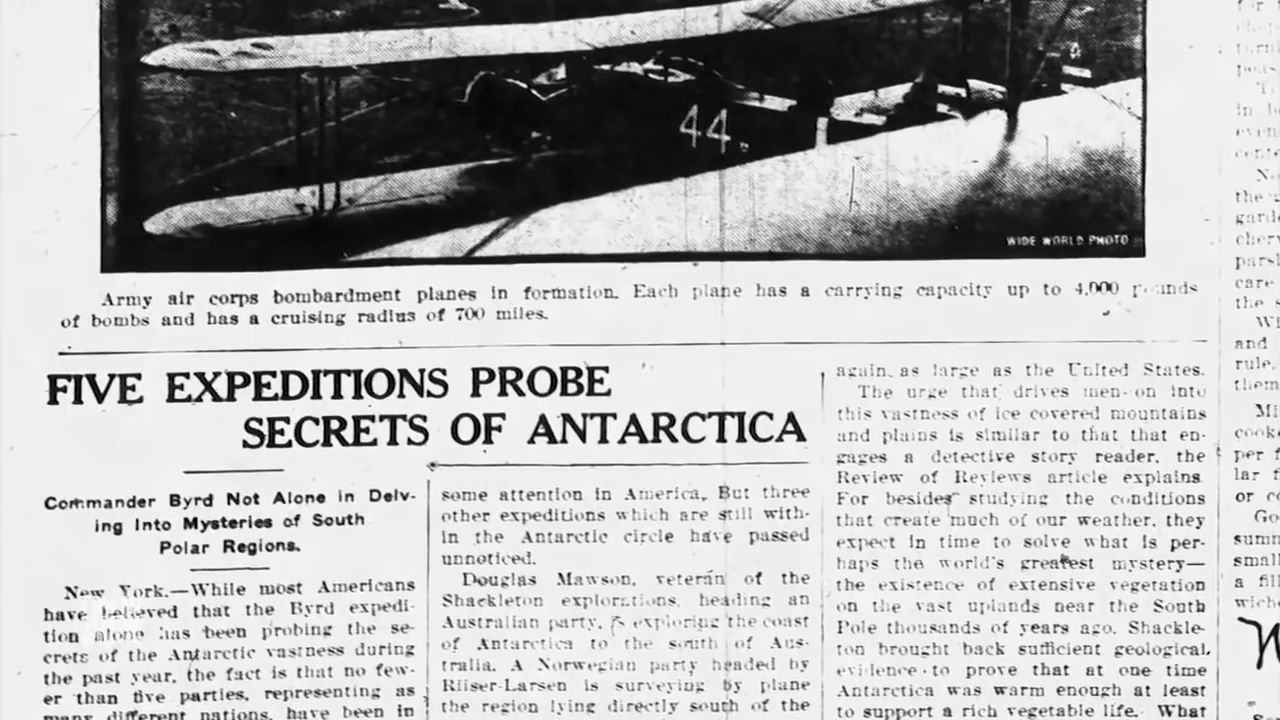 44
WIDE WORLD PHOTO
Army air corps bombardment planes in formation. Each plane has a carrying capacity up to 4,000 pounds
of bombs and has a cruising radius of 700 miles.
FIVE EXPEDITIONS PROBE
SECRETS OF ANTARCTICA
Commander Byrd Not Alone in Delv-
ing Into Mysteries of South
Polar Regions.
New York.—While most Americans
have believed that the Byrd expedi-
tion alone has been probing the se-
crets of the Antarctic vastness during
the past year, the fact is that no few-
er than five parties, representing as
many different nations, have been in
some attention in America. But three
other expeditions which are still with-
in the Antarctic circle have passed
unnoticed.
Douglas Mawson, veteran of the
Shackleton explorations, heading an
Australian party, is exploring the coast
of Antarctica to the south of Aus-
tralia. A Norwegian party headed by
Riiser-Larsen is surveying by plane
the region lying directly south of the
again, as large as the United States.
The urge that drives men on into
this vastness of ice covered mountains
and plains is similar to that that en-
gages a detective story reader, the
Review of Reviews article explains.
For besides studying the conditions
that create much of our weather, they
expect in time to solve what is per-
haps the world's greatest mystery—
the existence of extensive vegetation
on the vast uplands near the South
Pole thousands of years ago. Shackle-
ton brought back sufficient geological
evidence to prove that at one time
Antarctica was warm enough at least
to support a rich vegetable life. What
for
in
the
and
rule.
them
per
or